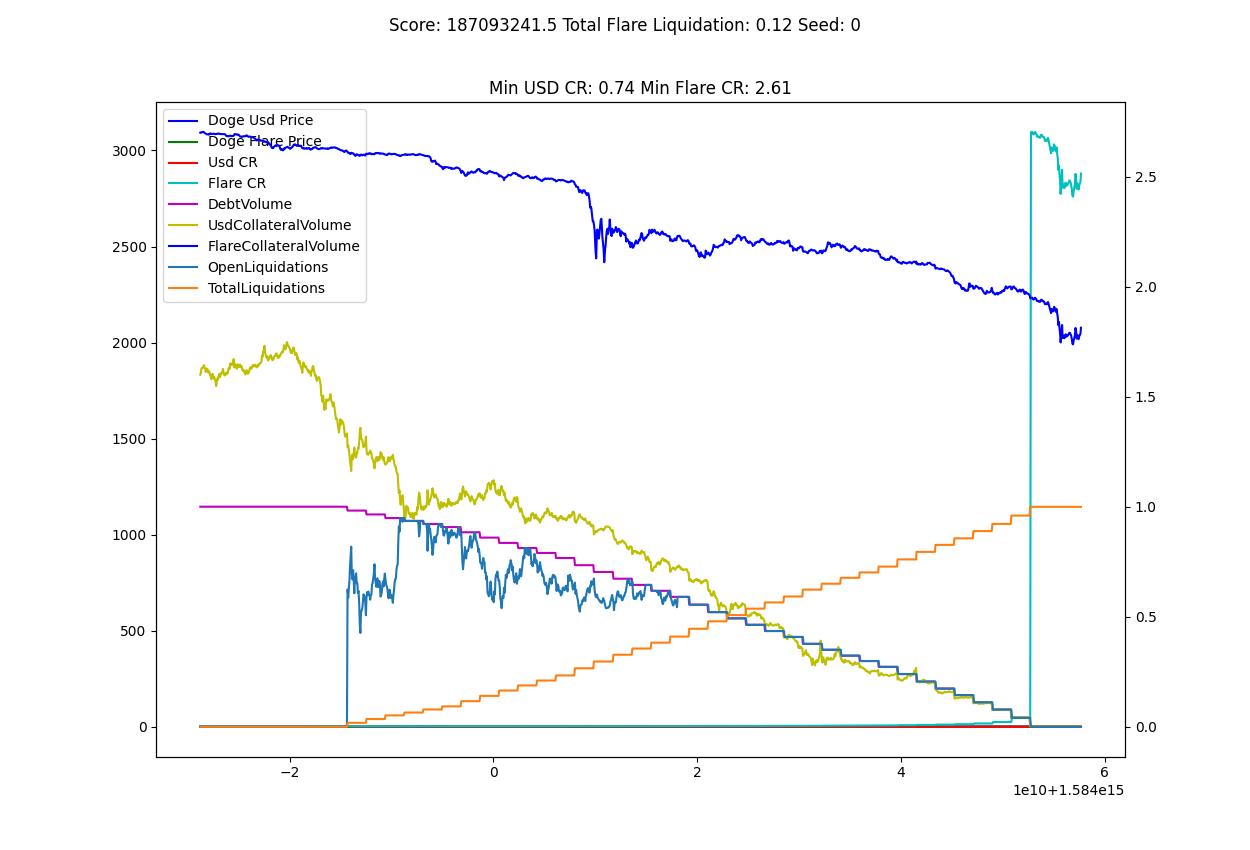 Score: 187093241.5 Total Flare Liquidation: 0.12 Seed: 0
Min USD CR: 0.74 Min Flare CR: 2.61
Doge Usd Price
Doge Flare Price
Usd CR
Flare CR
DebtVolume
UsdCollateralVolume
FlareCollateralVolume
OpenLiquidations
TotalLiquidations
3000
2500
2000
1500
1000
500
0
2.5
2.0
1.5
1.0
0.5
0.0
−2
0
2
4
6
1e10+1.584e15